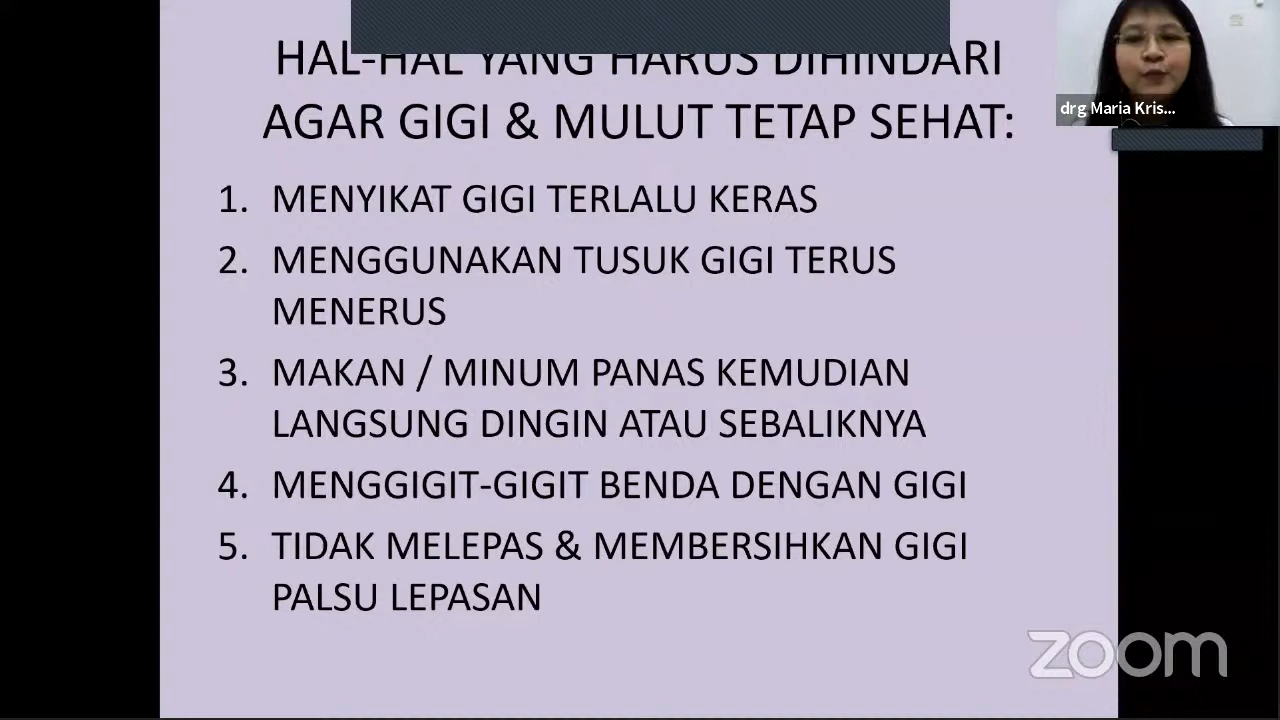 HAL-HAL YANG HARUS DIHINDARI
AGAR GIGI & MULUT TETAP SEHAT:
drg Maria Kris...
1. MENYIKAT GIGI TERLALU KERAS
2. MENGGUNAKAN TUSUK GIGI TERUS
MENERUS
3. MAKAN / MINUM PANAS KEMUDIAN
LANGSUNG DINGIN ATAU SEBALIKNYA
4. MENGGIGIT-GIGIT BENDA DENGAN GIGI
5. TIDAK MELEPAS & MEMBERSIHKAN GIGI
PALSU LEPASAN
zoom